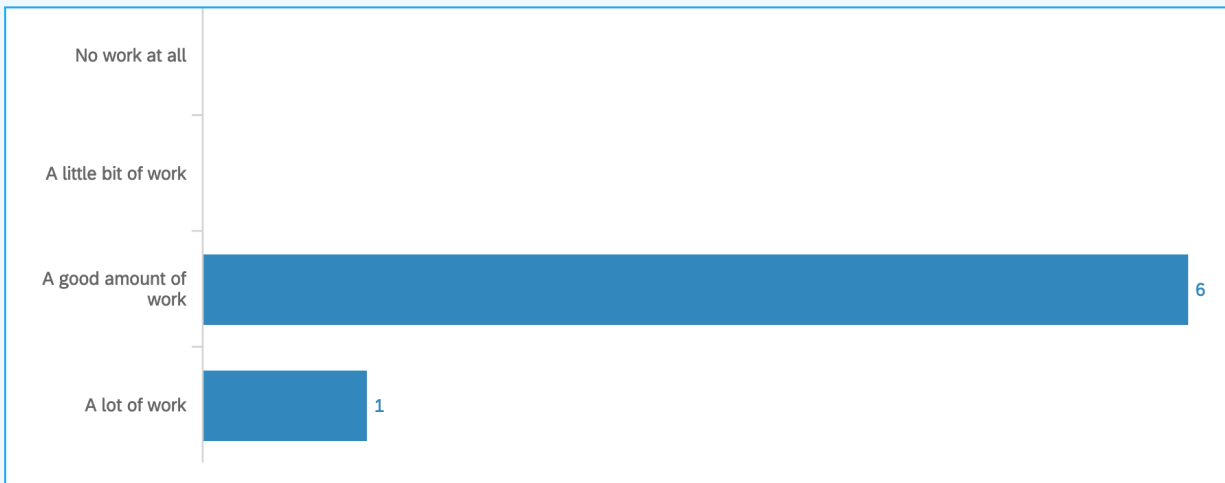 No work at all
A little bit of work
A good amount of
work
6
A lot of work
1